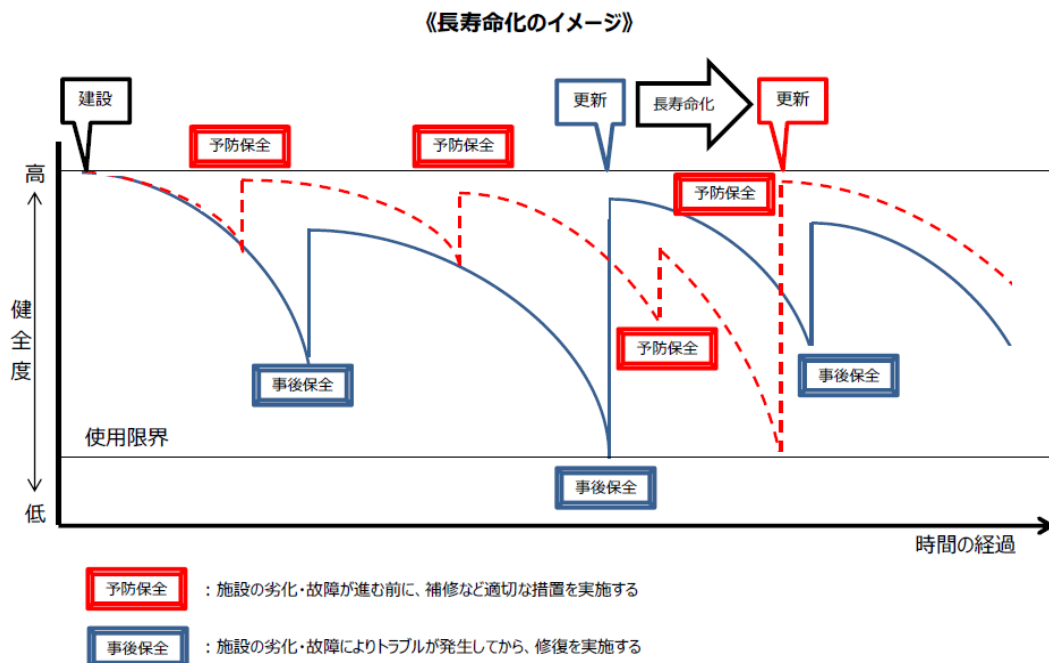 《長寿命化のイメージ》
建設
更新
長寿命化
更新
予防保全
予防保全
高
予防保全
健全度
予防保全
事後保全
事後保全
使用限界
事後保全
低
時間の経過
予防保全
：施設の劣化・故障が進む前に、補修など適切な措置を実施する
事後保全
：施設の劣化・故障によりトラブルが発生してから、修復を実施する